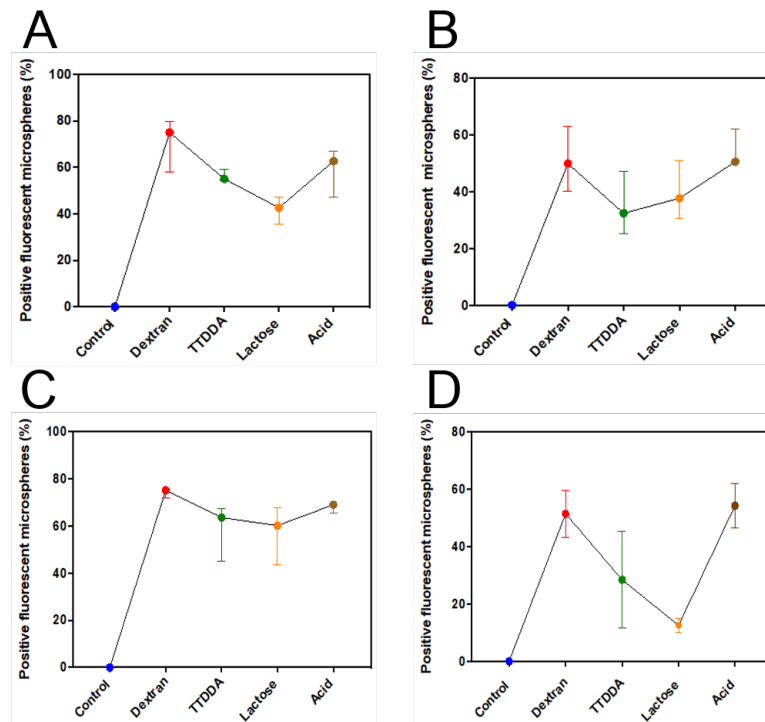 A
Positive fluorescent microspheres (%)
100
80
60
40
20
0
Control
Dextran
TTDDA
Lactose
Acid
B
Positive fluorescent microspheres (%)
80
60
40
20
0
Control
Dextran
TTDDA
Lactose
Acid
C
Positive fluorescent microspheres (%)
100
80
60
40
20
0
Control
Dextran
TTDDA
Lactose
Acid
D
Positive fluorescent microspheres (%)
80
60
40
20
0
Control
Dextran
TTDDA
Lactose
Acid